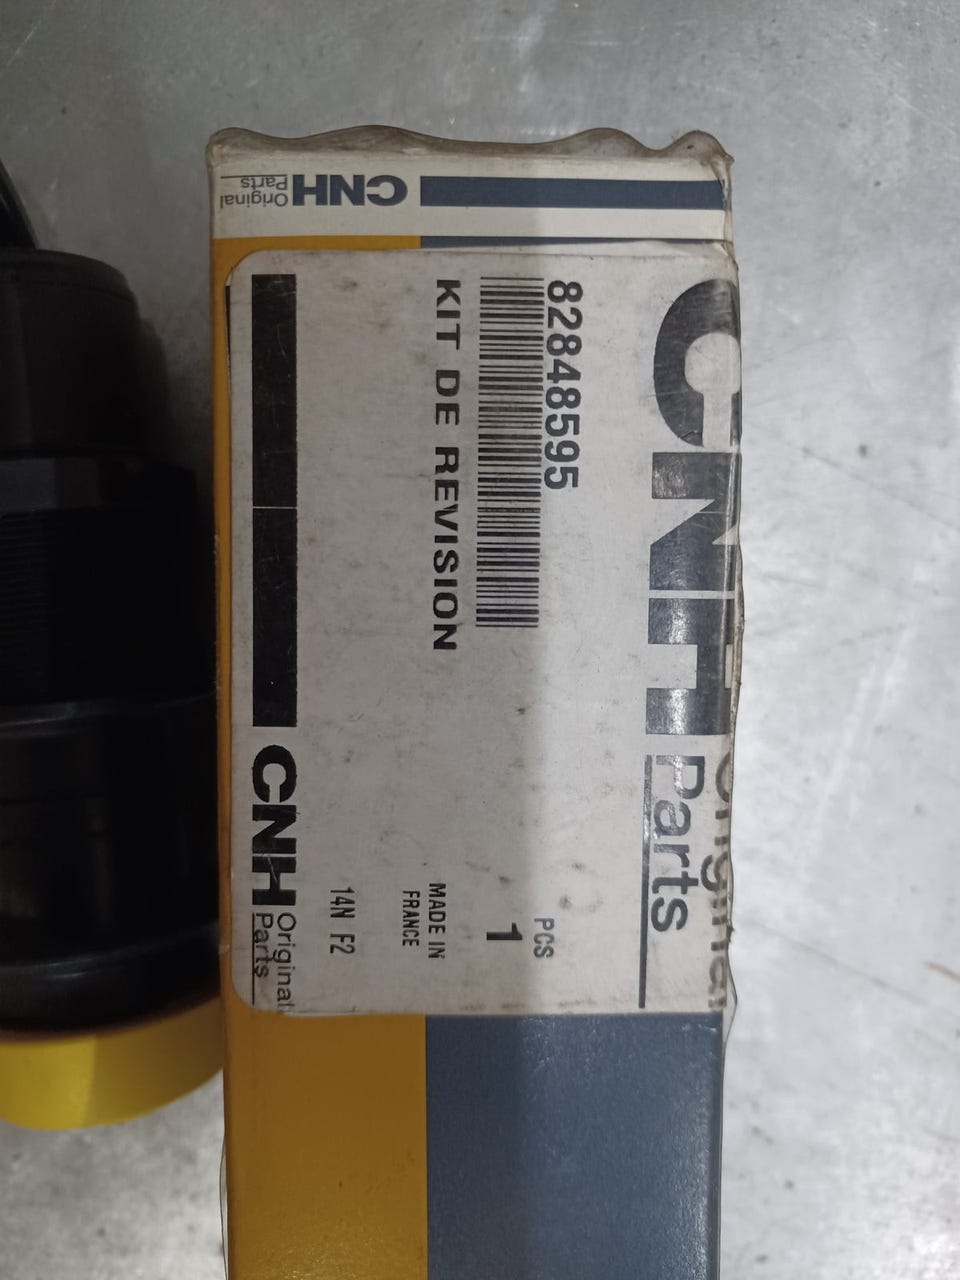 CNH Original
Parts
CNH Original
Parts
82848595
KIT DE REVISION
PCS
1
MADE IN
FRANCE
14N F2
CNH Original
Parts